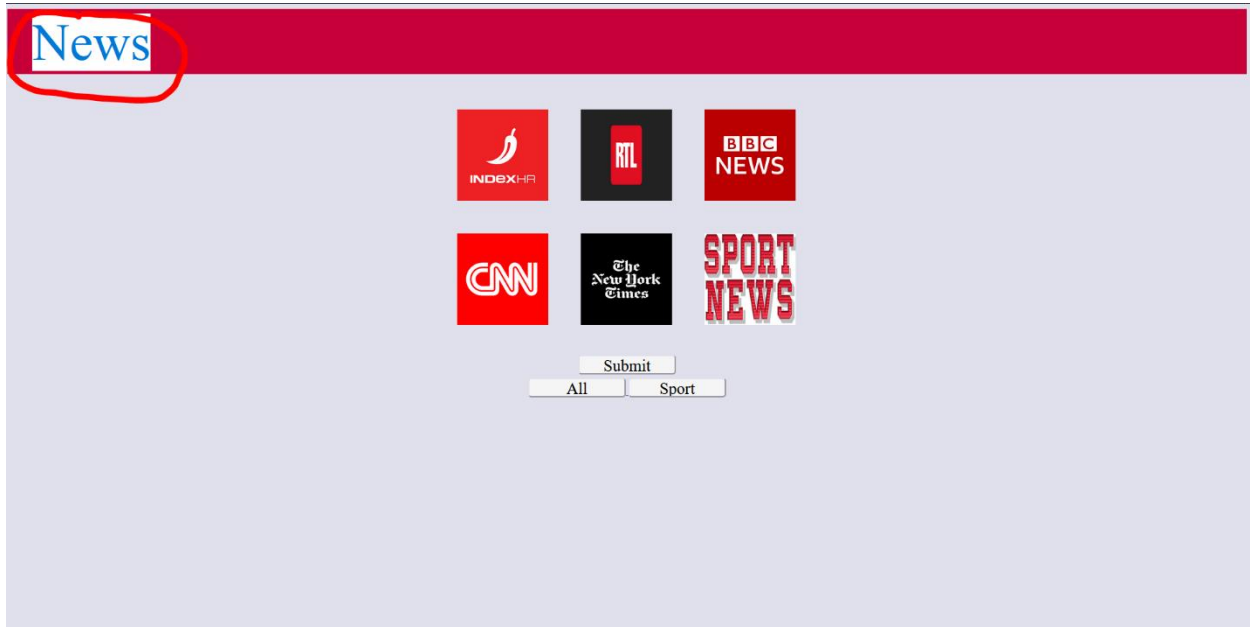 News
INDEXHR
RTL
BBC
NEWS
CNN
The
New York
Times
SPORT
NEWS
Submit
All
Sport